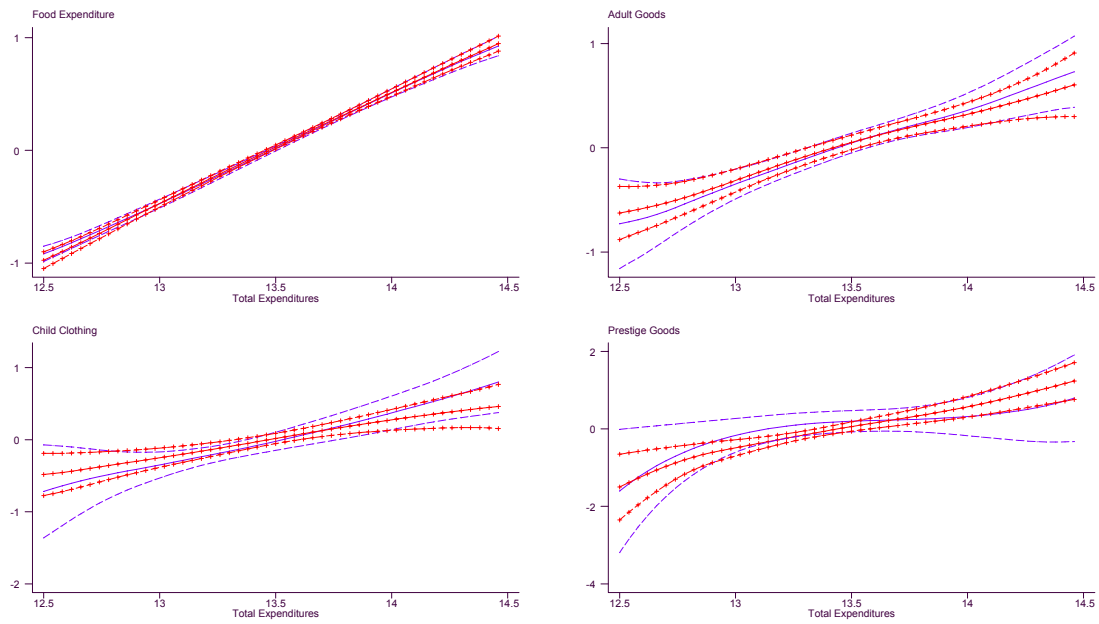 Food Expenditure
1
0
-1
12.5 13 13.5 14 14.5
Total Expenditures
Adult Goods
1
0
-1
12.5 13 13.5 14 14.5
Total Expenditures
Child Clothing
1
0
-1
-2
12.5 13 13.5 14 14.5
Total Expenditures
Prestige Goods
2
0
-2
-4
12.5 13 13.5 14 14.5
Total Expenditures